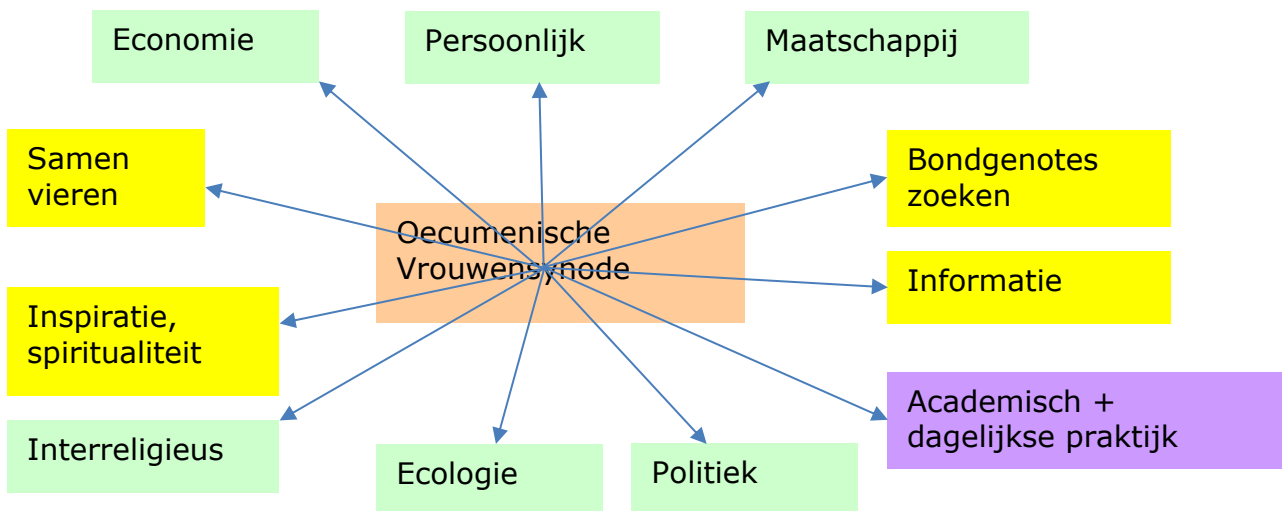 Economie
Persoonlijk
Maatschappij
Samen
vieren
Bondgenotes
zoeken
Oecumenische
Vrouwensynode
Informatie
Inspiratie,
spiritualiteit
Academisch +
dagelijkse praktijk
Interreligieus
Ecologie
Politiek